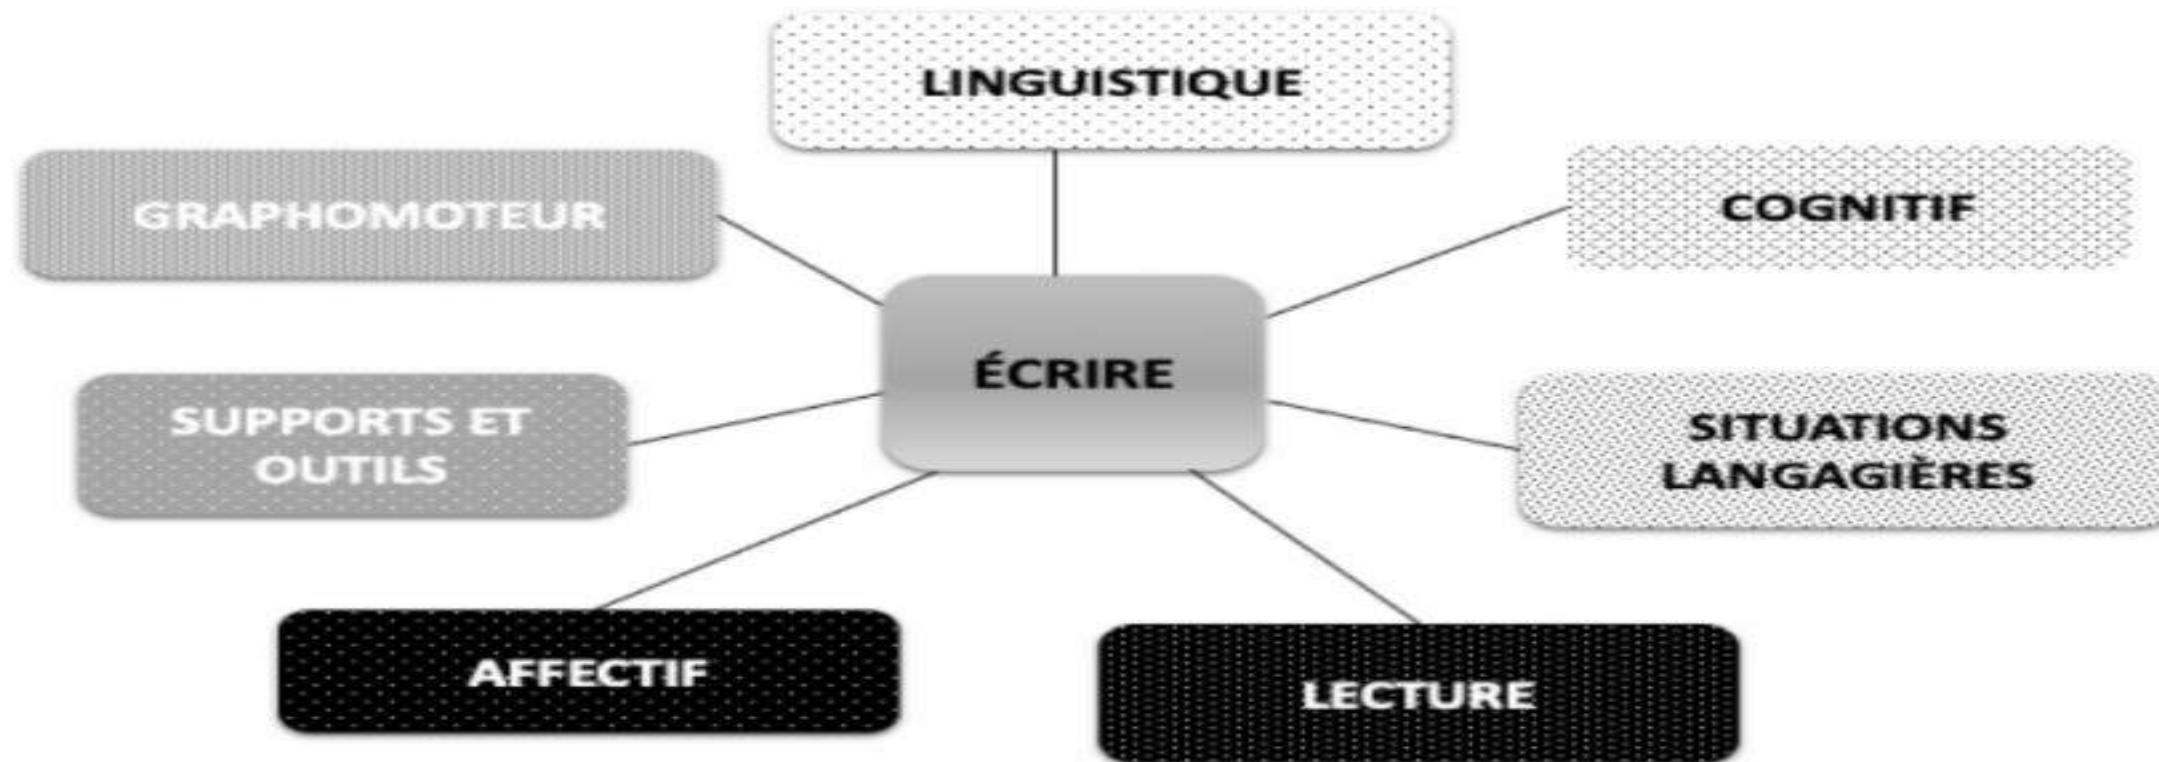 LINGUISTIQUE
GRAPHOMOTEUR
COGNITIF
ÉCRIRE
SUPPORTS ET
OUTILS
SITUATIONS
LANGAGIÈRES
AFFECTIF
LECTURE